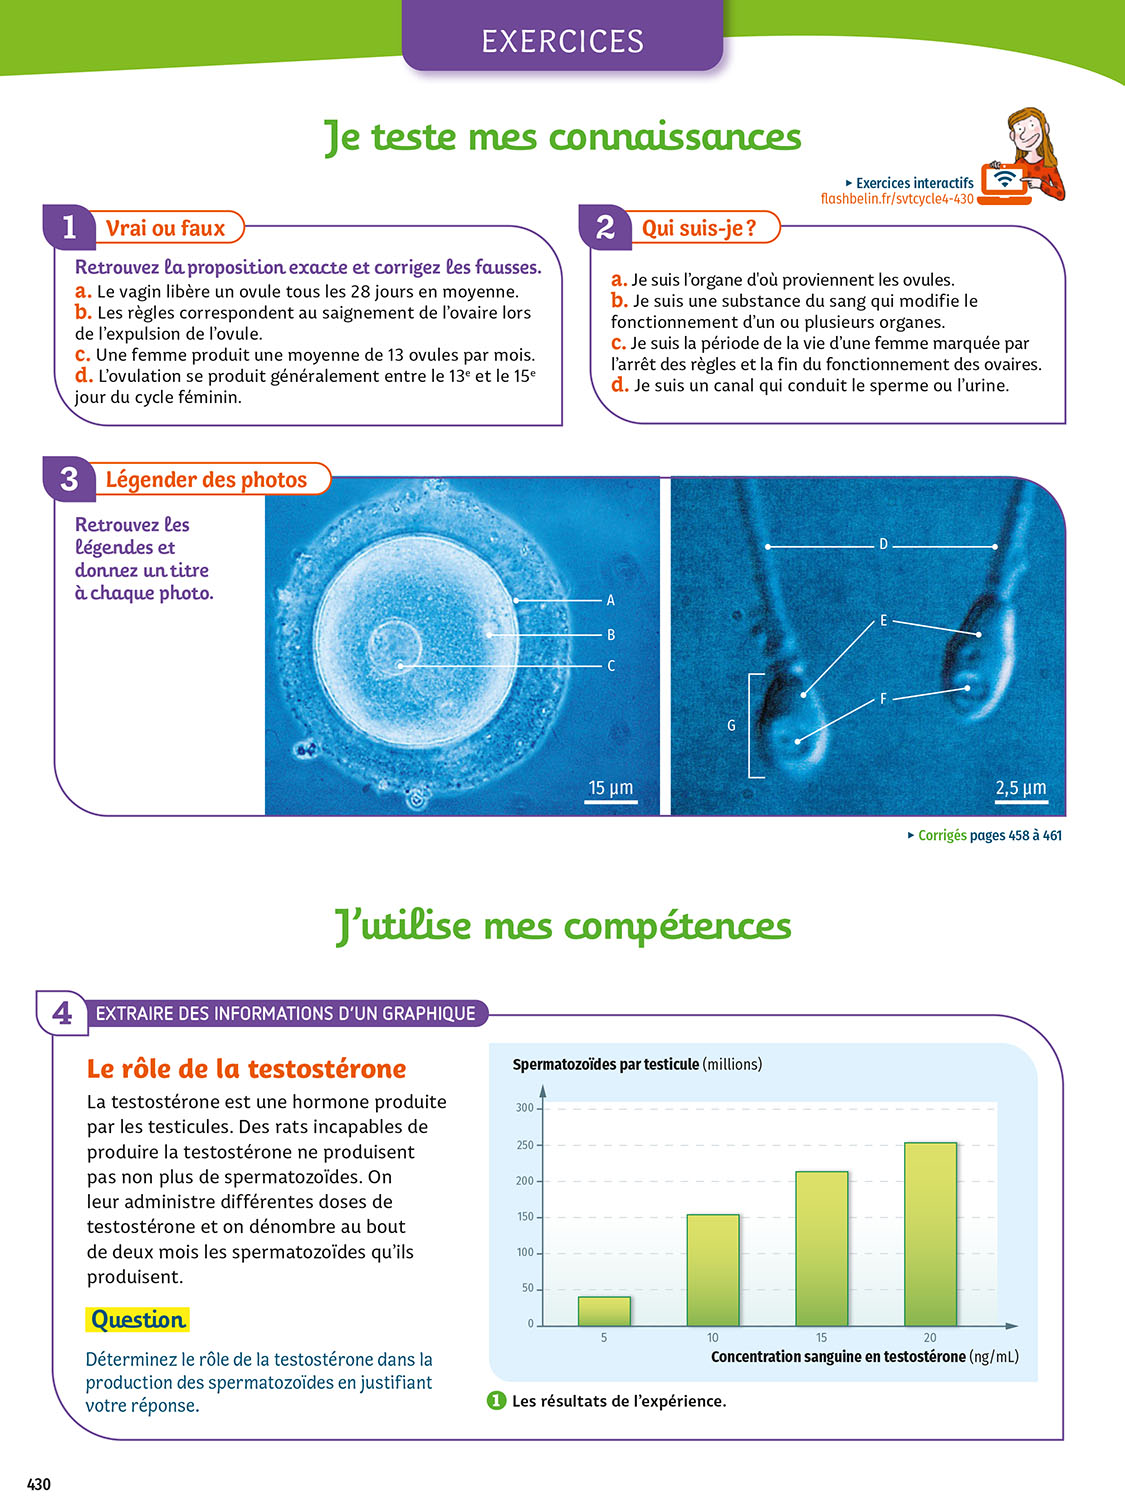 EXERCICES
Je teste mes connaissances
▸ Exercices interactifs
flashbelin.fr/svtcycle4-430
1 Vrai ou faux
Retrouvez la proposition exacte et corrigez les fausses.
a. Le vagin libère un ovule tous les 28 jours en moyenne.
b. Les règles correspondent au saignement de l'ovaire lors
de l'expulsion de l'ovule.
c. Une femme produit une moyenne de 13 ovules par mois.
d. L'ovulation se produit généralement entre le 13e et le 15e
jour du cycle féminin.
2 Qui suis-je ?
a. Je suis l'organe d'où proviennent les ovules.
b. Je suis une substance du sang qui modifie le
fonctionnement d'un ou plusieurs organes.
c. Je suis la période de la vie d'une femme marquée par
l'arrêt des règles et la fin du fonctionnement des ovaires.
d. Je suis un canal qui conduit le sperme ou l'urine.
3 Légender des photos
Retrouvez les
légendes et
donnez un titre
à chaque photo.
A
B
C
15 µm
D
E
F
G
2,5 µm
▸ Corrigés pages 458 à 461
J'utilise mes compétences
4 EXTRAIRE DES INFORMATIONS D'UN GRAPHIQUE
Le rôle de la testostérone
La testostérone est une hormone produite
par les testicules. Des rats incapables de
produire la testostérone ne produisent
pas non plus de spermatozoïdes. On
leur administre différentes doses de
testostérone et on dénombre au bout
de deux mois les spermatozoïdes qu'ils
produisent.
Question
Déterminez le rôle de la testostérone dans la
production des spermatozoïdes en justifiant
votre réponse.
Spermatozoïdes par testicule (millions)
300
250
200
150
100
50
0
5 10 15 20
Concentration sanguine en testostérone (ng/mL)
1 Les résultats de l'expérience.
430